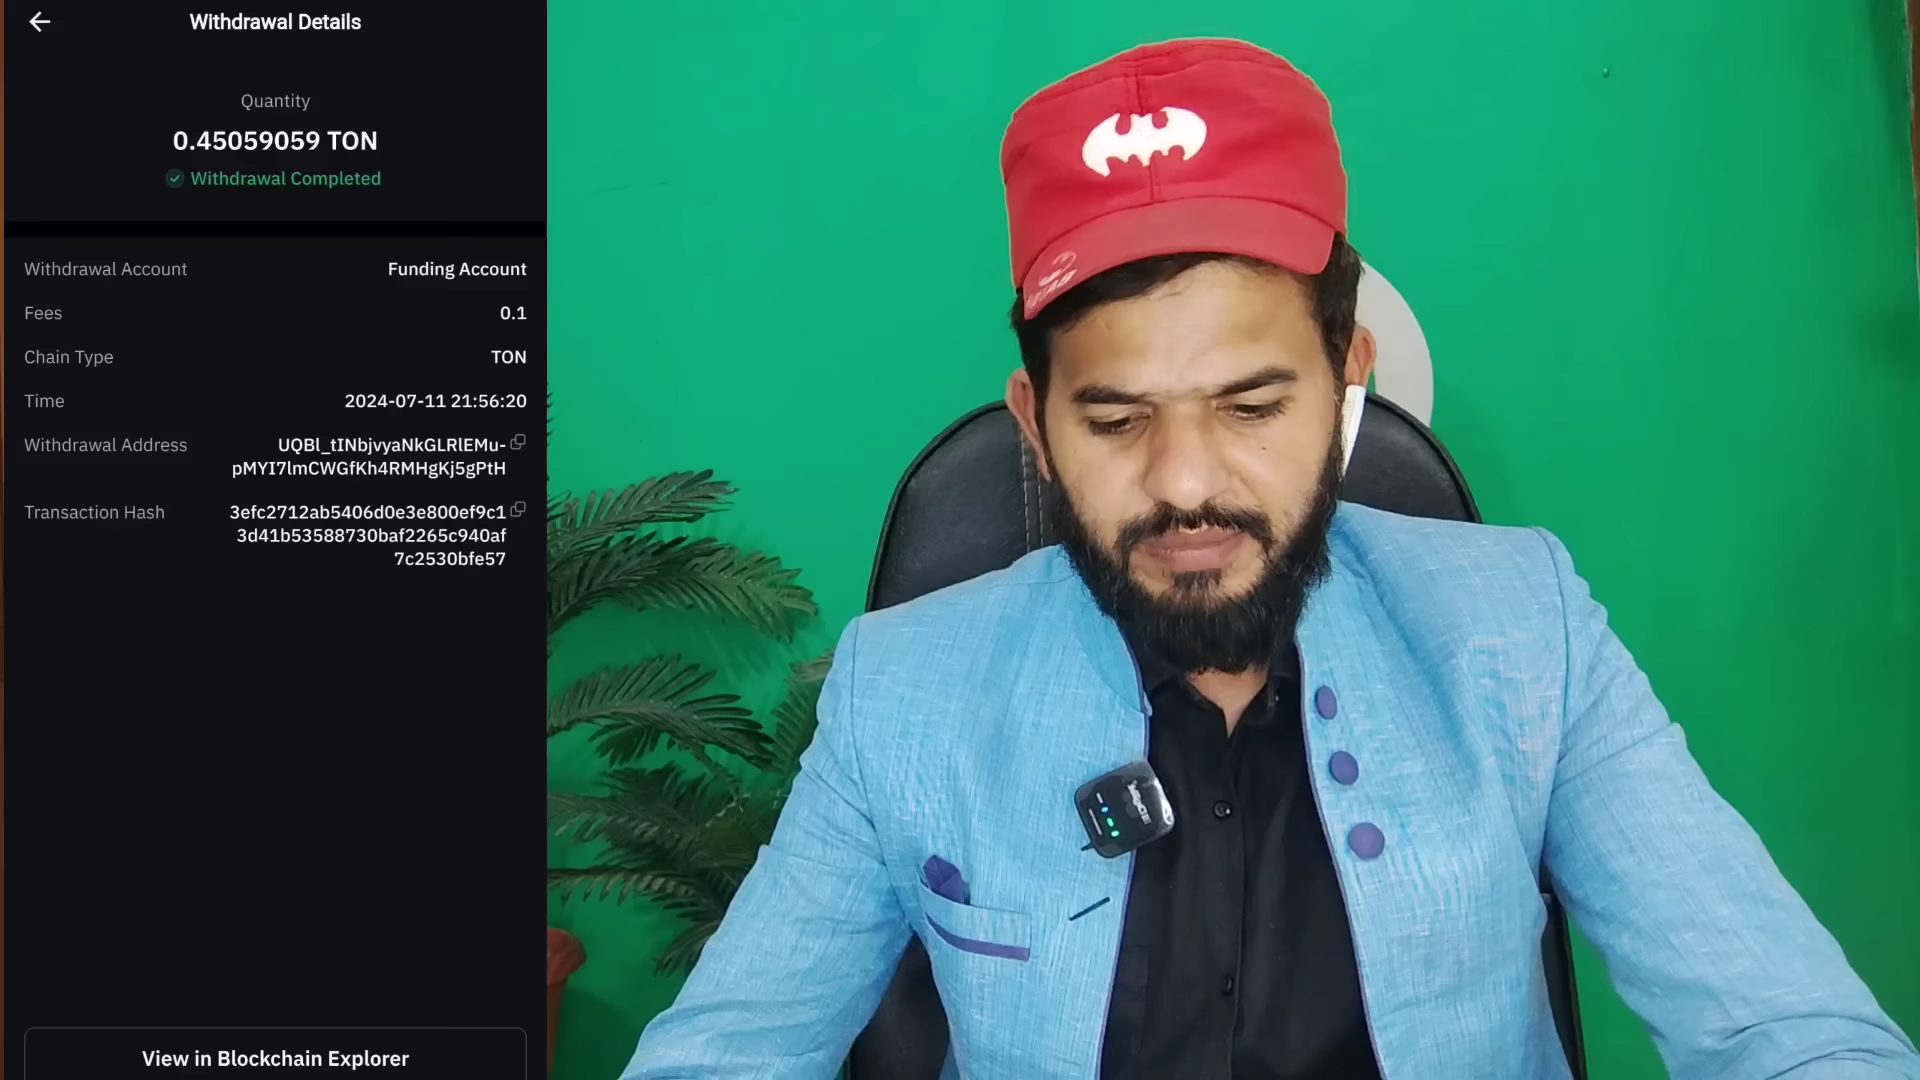 Withdrawal Details
Quantity
0.45059059 TON
Withdrawal Completed
Withdrawal Account Funding Account
Fees 0.1
Chain Type TON
Time 2024-07-11 21:56:20
Withdrawal Address UQBl_tINbjvyaNkGLRlEMu-
pMYI7lmCWGfKh4RMHgKj5gPtH
Transaction Hash 3efc2712ab5406d0e3e800ef9c1
3d41b53588730baf2265c940af
7c2530bfe57
View in Blockchain Explorer